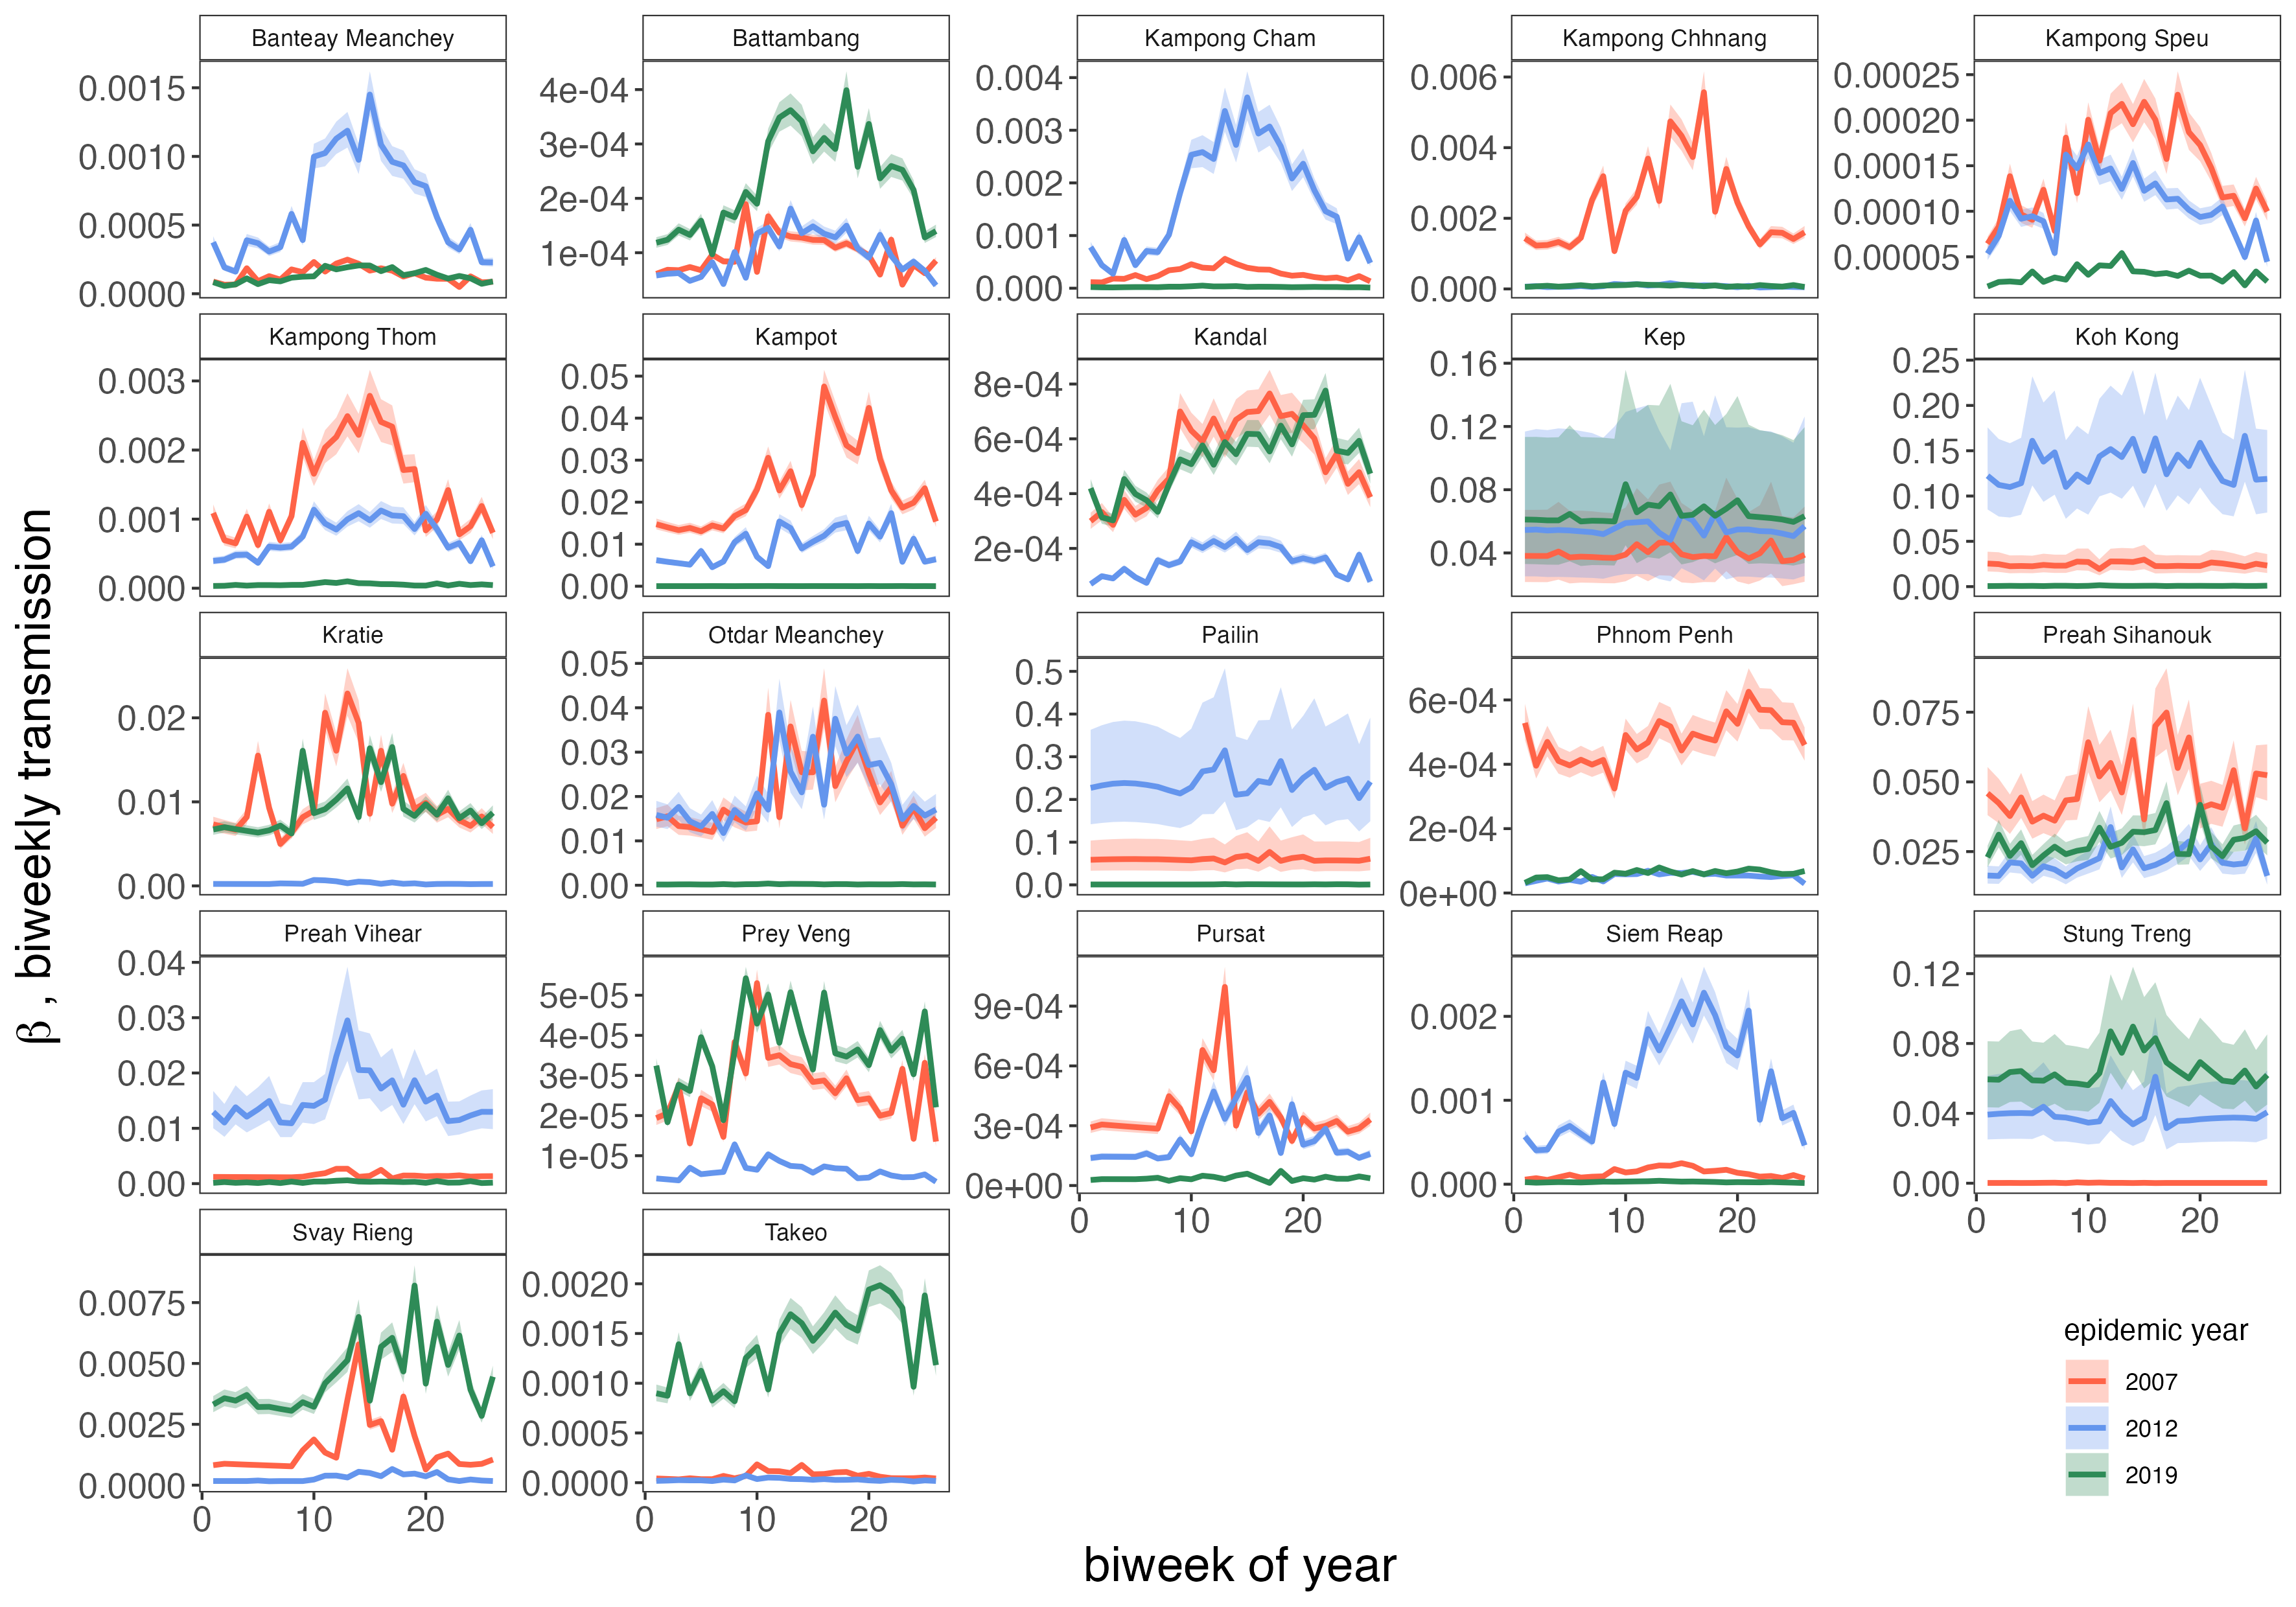 Banteay Meanchey
Battambang
Kampong Cham
Kampong Chhnang
Kampong Speu
0.0015
0.0010
0.0005
0.0000
4e-04
3e-04
2e-04
1e-04
0.004
0.003
0.002
0.001
0.000
0.006
0.004
0.002
0.000
0.00025
0.00020
0.00015
0.00010
0.00005
Kampong Thom
Kampot
Kandal
Kep
Koh Kong
0.003
0.002
0.001
0.000
0.05
0.04
0.03
0.02
0.01
0.00
8e-04
6e-04
4e-04
2e-04
0.16
0.12
0.08
0.04
0.25
0.20
0.15
0.10
0.05
0.00
Kratie
Otdar Meanchey
Pailin
Phnom Penh
Preah Sihanouk
0.02
0.01
0.00
0.05
0.04
0.03
0.02
0.01
0.00
0.5
0.4
0.3
0.2
0.1
0.0
6e-04
4e-04
2e-04
0e+00
0.075
0.050
0.025
Preah Vihear
Prey Veng
Pursat
Siem Reap
Stung Treng
0.04
0.03
0.02
0.01
0.00
5e-05
4e-05
3e-05
2e-05
1e-05
9e-04
6e-04
3e-04
0e+00
0.002
0.001
0.000
0.12
0.08
0.04
0.00
0 10 20
0 10 20
0 10 20
Svay Rieng
Takeo
0.0075
0.0050
0.0025
0.0000
0.0020
0.0015
0.0010
0.0005
0.0000
0 10 20
0 10 20
β , biweekly transmission
biweek of year
epidemic year
2007
2012
2019